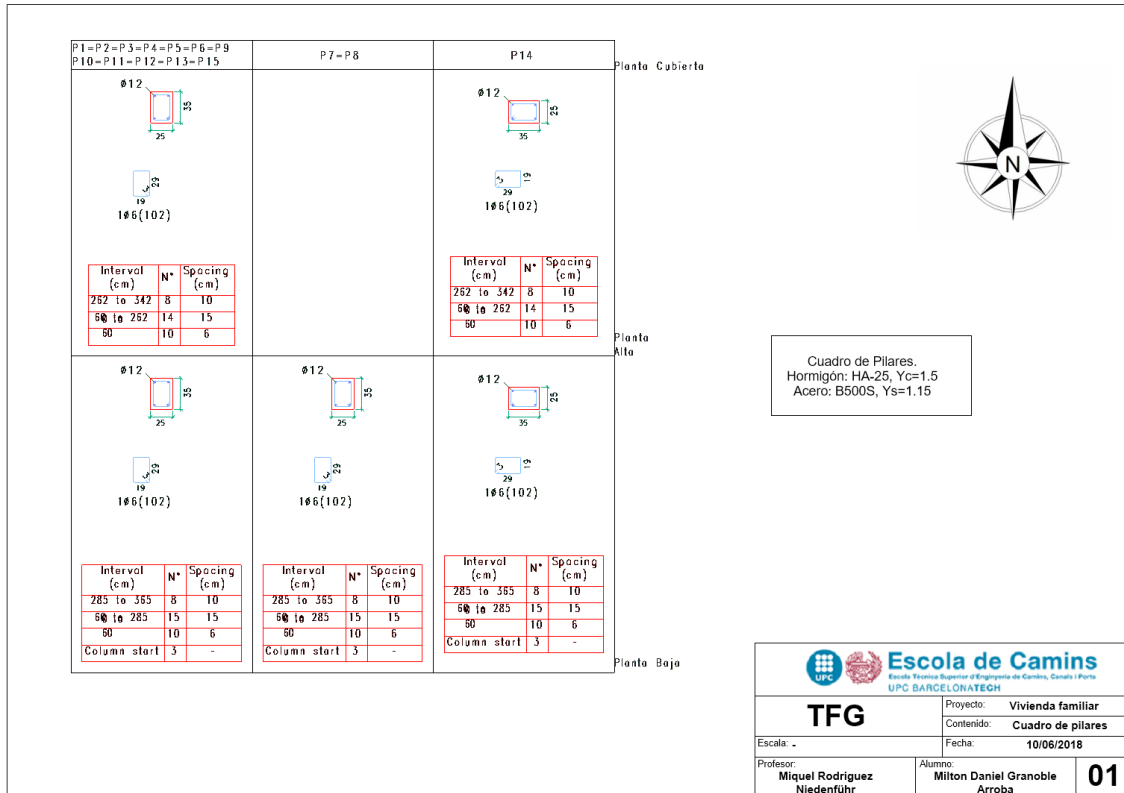 P1=P2=P3=P4=P5=P6=P9
P10=P11=P12=P13=P15
P7=P8
P14
Planta Cubierta
Ø12
35
25
29
19
1Ø6(102)
Interval (cm) N° Spacing (cm)
262 to 342 8 10
60 to 262 14 15
60 10 6
Ø12
25
35
19
29
1Ø6(102)
Interval (cm) N° Spacing (cm)
262 to 342 8 10
60 to 262 14 15
60 10 6
Planta
Alta
Ø12
35
25
29
19
1Ø6(102)
Interval (cm) N° Spacing (cm)
285 to 365 8 10
60 to 285 15 15
60 10 6
Column start 3 -
Ø12
35
25
29
19
1Ø6(102)
Interval (cm) N° Spacing (cm)
285 to 365 8 10
60 to 285 15 15
60 10 6
Column start 3 -
Ø12
25
35
19
29
1Ø6(102)
Interval (cm) N° Spacing (cm)
285 to 365 8 10
60 to 285 15 15
60 10 6
Column start 3 -
Planta Baja
N
Cuadro de Pilares.
Hormigón: HA-25, Yc=1.5
Acero: B500S, Ys=1.15
UPC
Escola de Camins
Escola Tècnica Superior d'Enginyeria de Camins, Canals i Ports
UPC BARCELONATECH
TFG
Proyecto: Vivienda familiar
Contenido: Cuadro de pilares
Escala: -
Fecha: 10/06/2018
Profesor:
Miquel Rodriguez
Niedenführ
Alumno:
Milton Daniel Granoble
Arroba
01